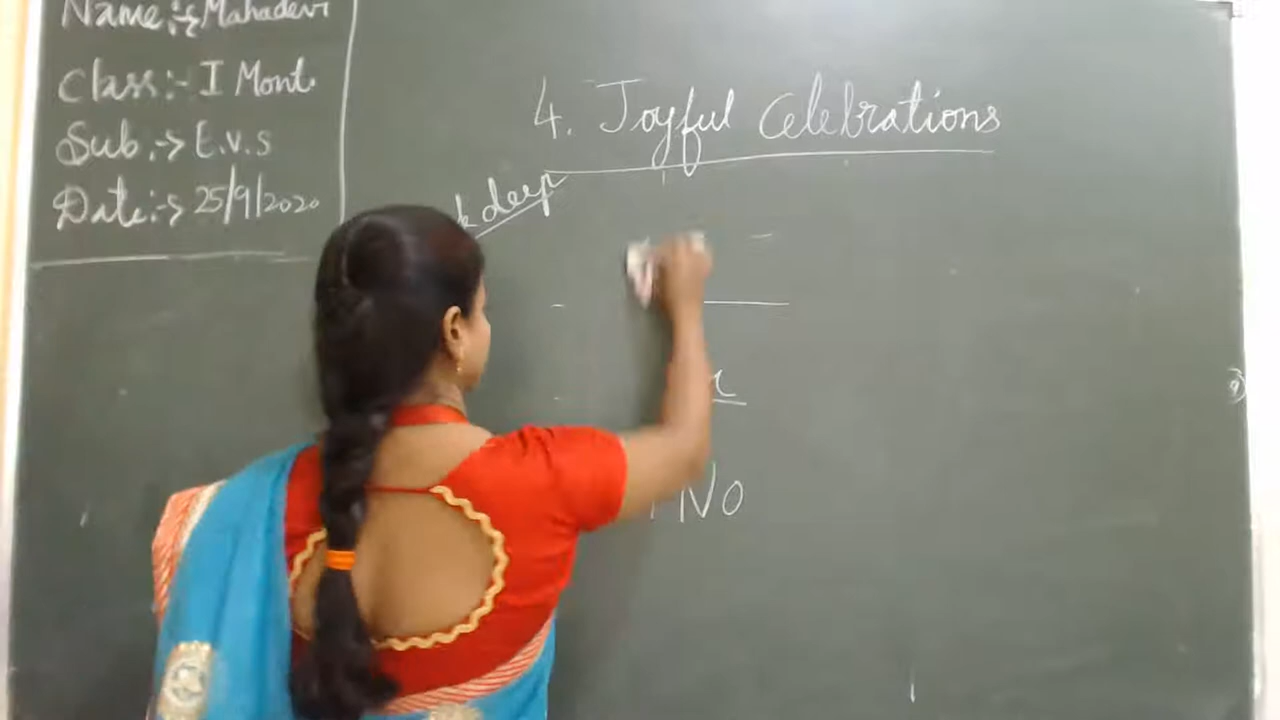 Name :- Mahadevi
Class :- I Mont.
Sub :-> E.v.s
Date :-> 25/9/2020
4. Joyful Celebrations
k deep
No